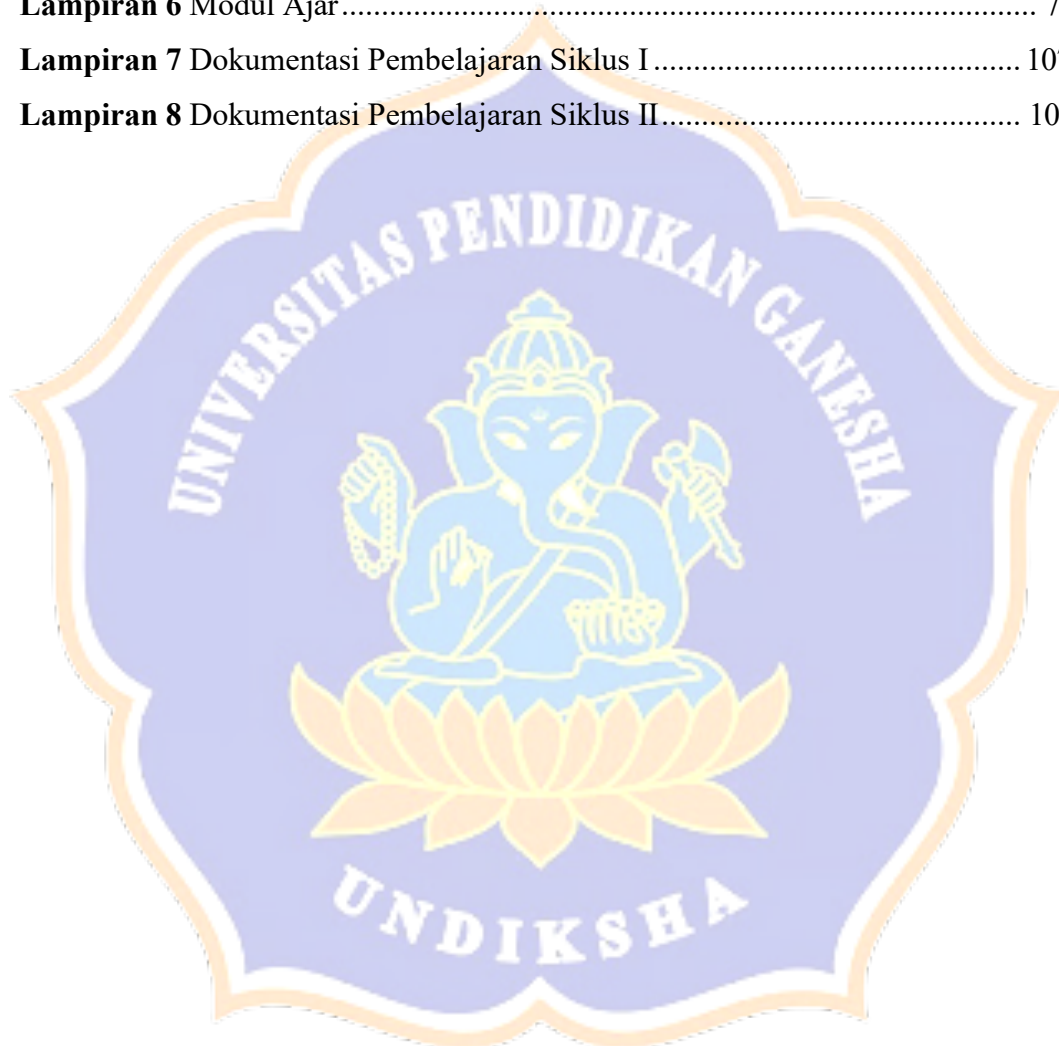 Lampiran 6 Modul Ajar
Lampiran 7 Dokumentasi Pembelajaran Siklus I
Lampiran 8 Dokumentasi Pembelajaran Siklus II
UNIVERSITAS PENDIDIKAN GANESHA
UNDIKSHA